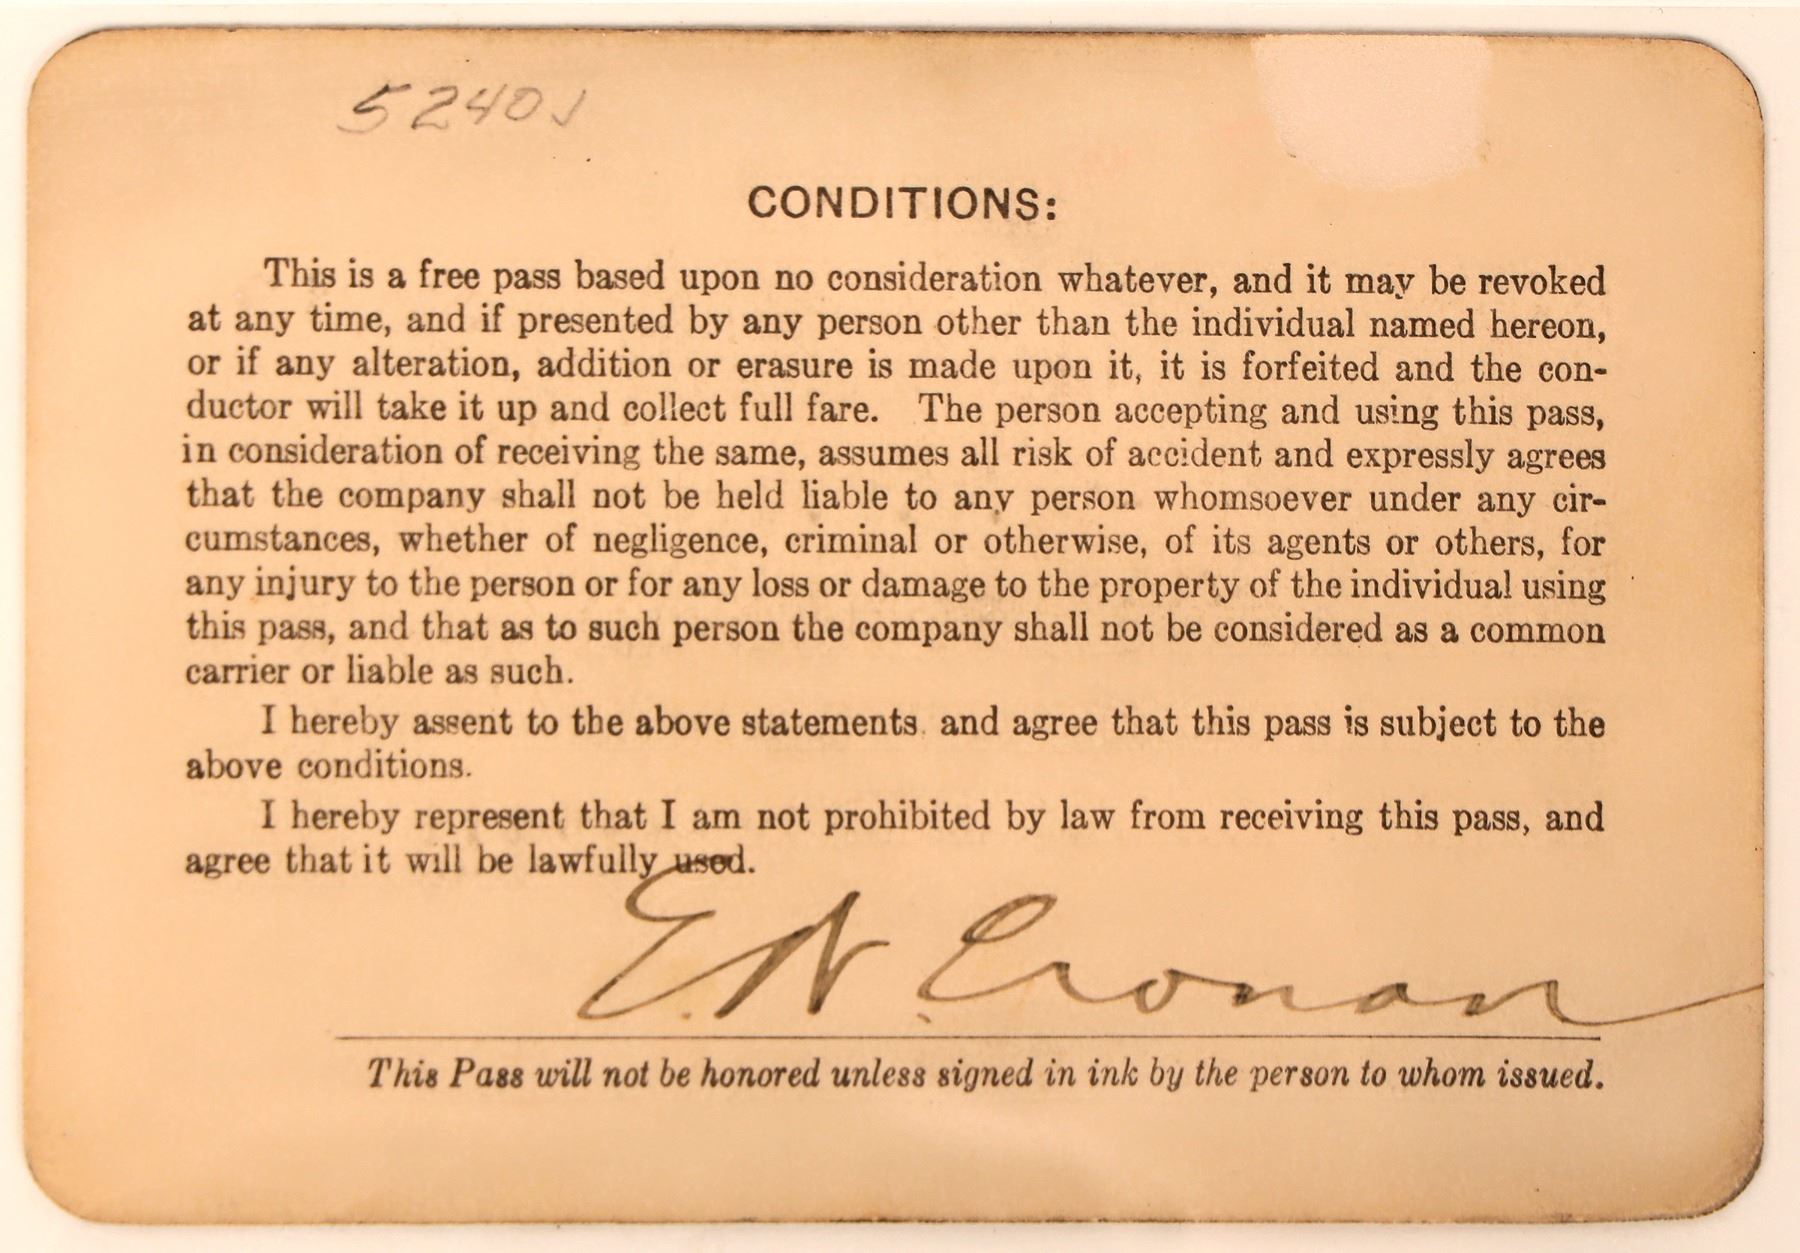 5240J
CONDITIONS:
This is a free pass based upon no consideration whatever, and it may be revoked
at any time, and if presented by any person other than the individual named hereon,
or if any alteration, addition or erasure is made upon it, it is forfeited and the con-
ductor will take it up and collect full fare. The person accepting and using this pass,
in consideration of receiving the same, assumes all risk of accident and expressly agrees
that the company shall not be held liable to any person whomsoever under any cir-
cumstances, whether of negligence, criminal or otherwise, of its agents or others, for
any injury to the person or for any loss or damage to the property of the individual using
this pass, and that as to such person the company shall not be considered as a common
carrier or liable as such.
I hereby assent to the above statements and agree that this pass is subject to the
above conditions.
I hereby represent that I am not prohibited by law from receiving this pass, and
agree that it will be lawfully used.
E. N. Cronan
This Pass will not be honored unless signed in ink by the person to whom issued.